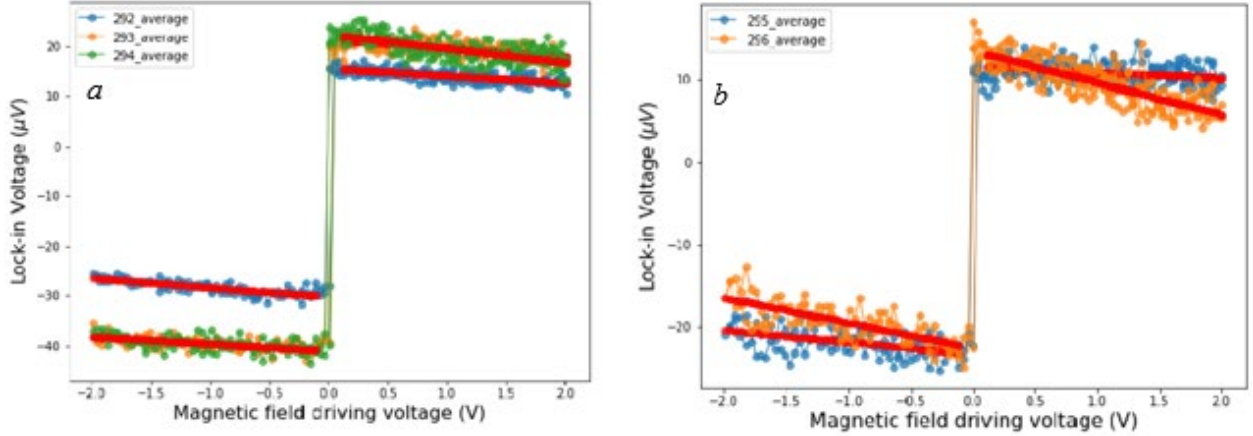 292_average
293_average
294_average
a
20
10
0
−10
−20
−30
−40
−2.0 −1.5 −1.0 −0.5 0.0 0.5 1.0 1.5 2.0
Lock-in Voltage (μV)
Magnetic field driving voltage (V)
255_average
256_average
b
10
0
−10
−20
−2.0 −1.5 −1.0 −0.5 0.0 0.5 1.0 1.5 2.0
Lock-in Voltage (μV)
Magnetic field driving voltage (V)